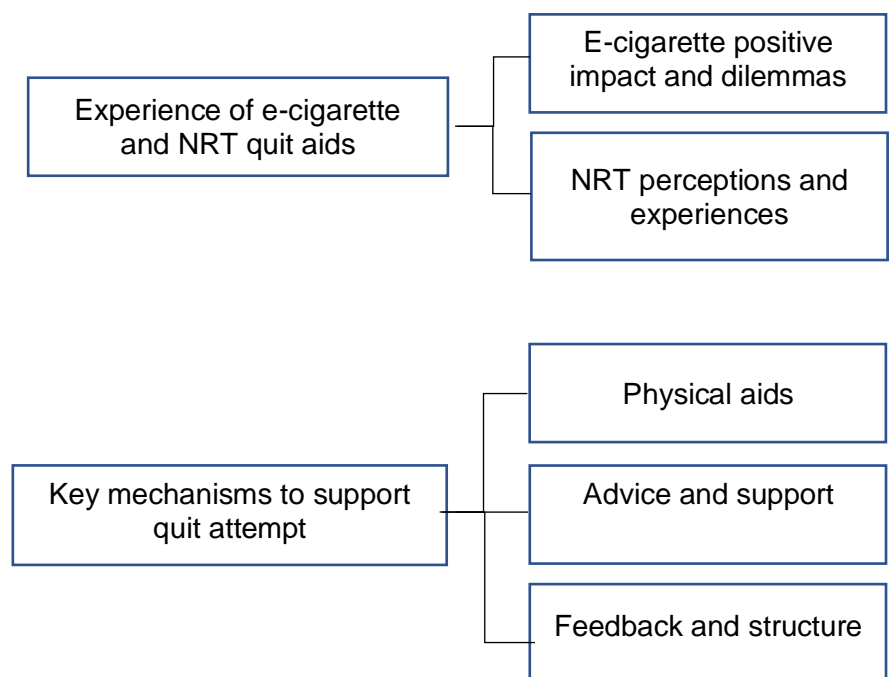 Experience of e-cigarette
and NRT quit aids
E-cigarette positive
impact and dilemmas
NRT perceptions and
experiences
Key mechanisms to support
quit attempt
Physical aids
Advice and support
Feedback and structure